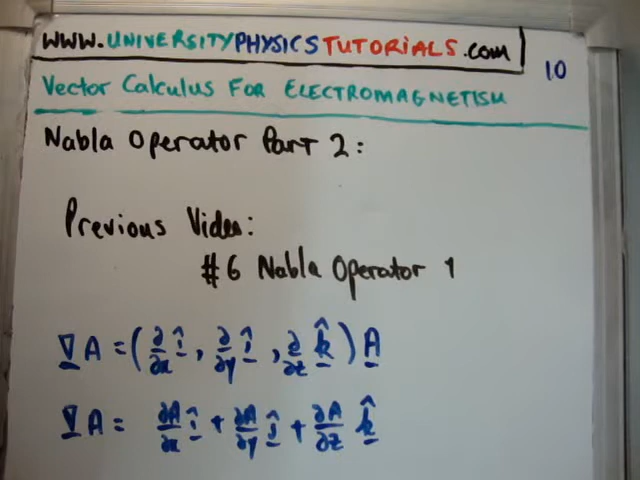 WWW.UNIVERSITYPHYSICSTUTORIALS.com
10
Vector Calculus For ELECTROMAGNETISM
Nabla Operator Part 2:
Previous Video:
#6 Nabla Operator 1
∇A = (∂/∂x î, ∂/∂y ĵ, ∂/∂z k̂) A
∇A = ∂A/∂x î + ∂A/∂y ĵ + ∂A/∂z k̂